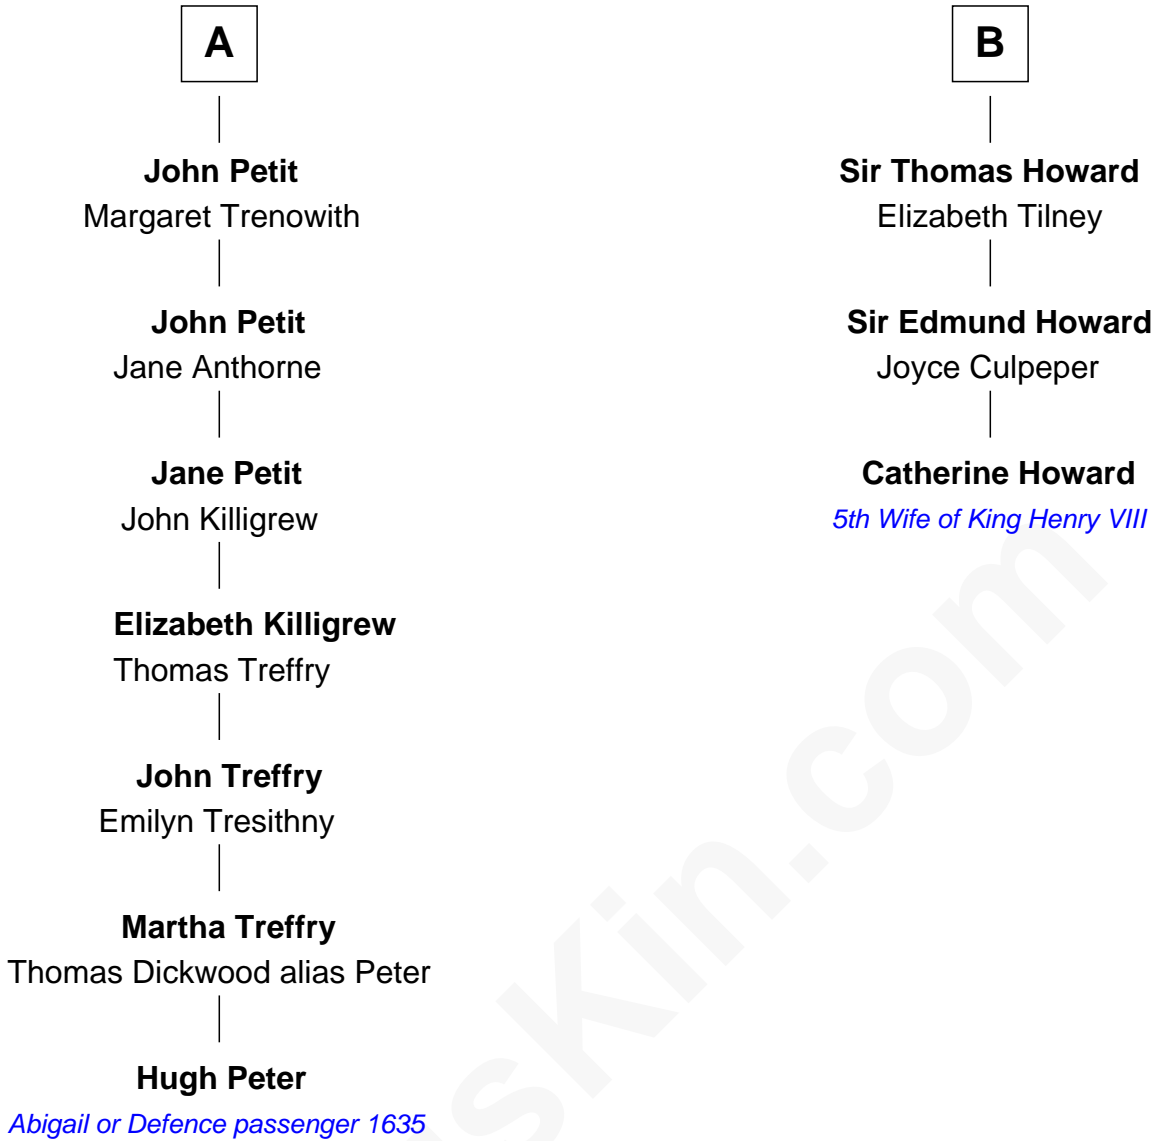 A
John Petit
Margaret Trenowith
John Petit
Jane Anthorne
Jane Petit
John Killigrew
Elizabeth Killigrew
Thomas Treffry
John Treffry
Emilyn Tresithny
Martha Treffry
Thomas Dickwood alias Peter
Hugh Peter
Abigail or Defence passenger 1635
B
Sir Thomas Howard
Elizabeth Tilney
Sir Edmund Howard
Joyce Culpeper
Catherine Howard
5th Wife of King Henry VIII
sKin.com